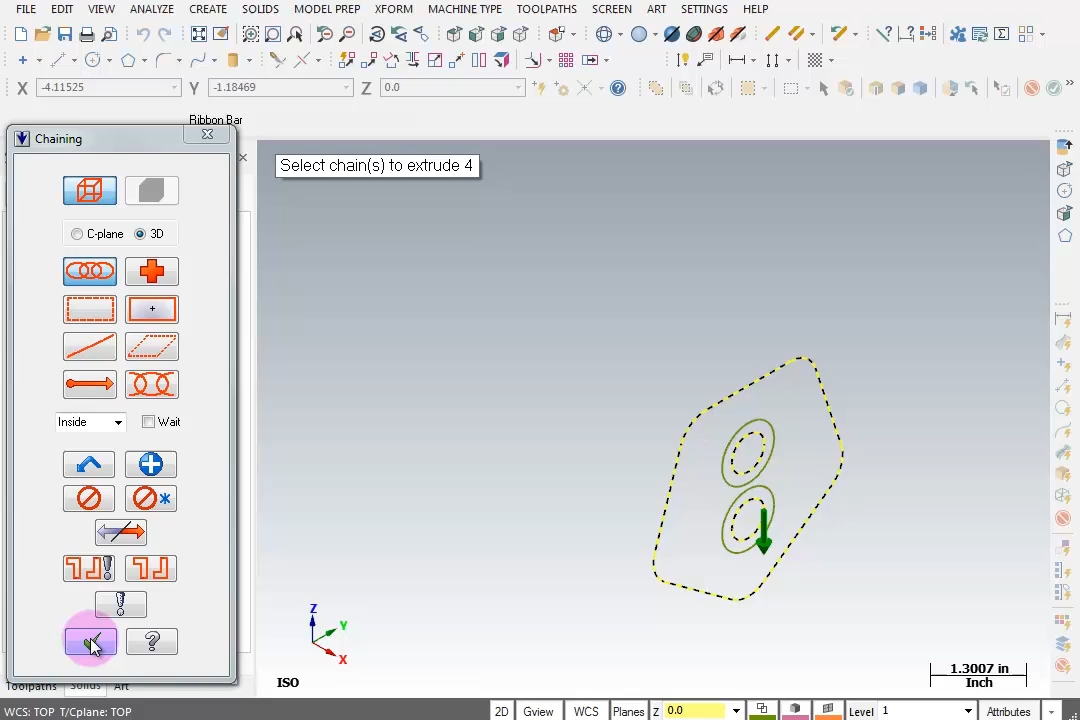 FILE EDIT VIEW ANALYZE CREATE SOLIDS MODEL PREP XFORM MACHINE TYPE TOOLPATHS SCREEN ART SETTINGS HELP
X -4.11525 Y -1.18469 Z 0.0
Ribbon Bar
Chaining
Select chain(s) to extrude 4
C-plane 3D
Inside Wait
Z
Y
X
Toolpaths Solids Art
ISO
1.3007 in
Inch
WCS: TOP T/Cplane: TOP 2D Gview WCS Planes Z 0.0 Level 1 Attributes